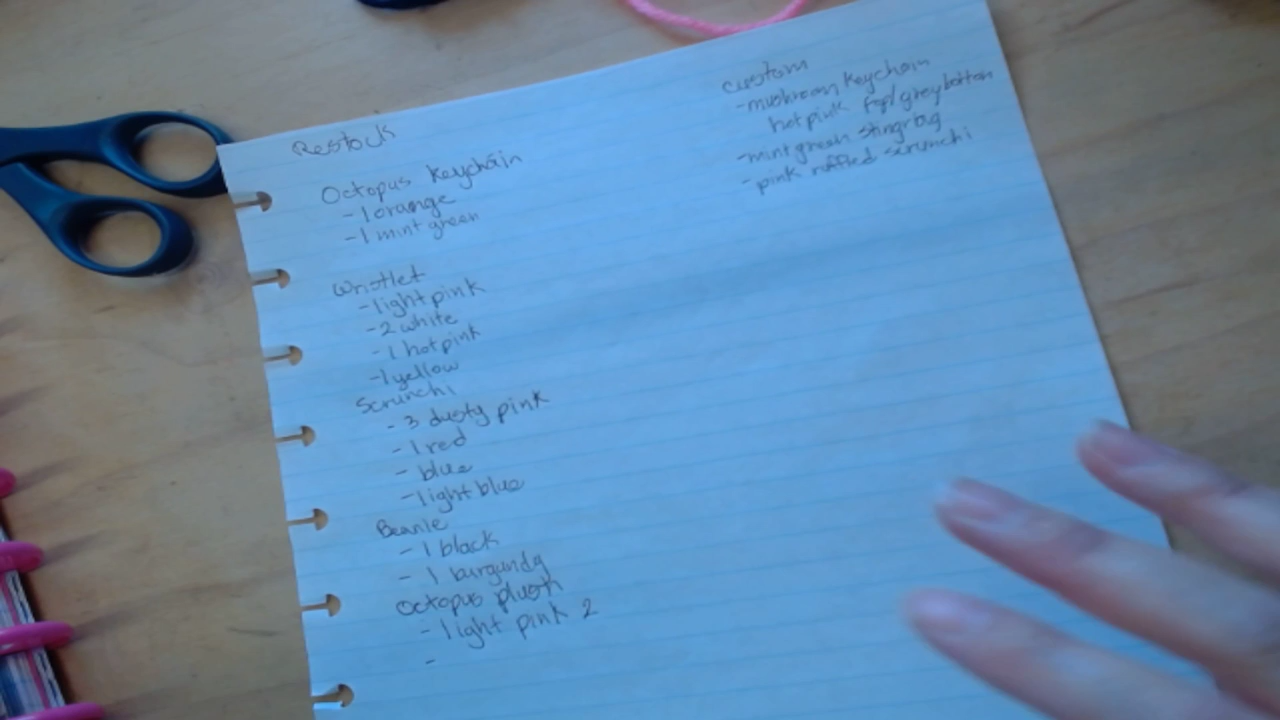 Restock
Octopus Keychain
- 1 orange
- 1 mint green
Wristlet
- light pink
- 2 white
- 1 hot pink
- 1 yellow
Scrunchi
- 3 dusty pink
- 1 red
- blue
- light blue
Beanie
- 1 black
- 1 burgundy
Octopus plush
- light pink 2
-
custom
- mushroom keychain
hot pink top/grey bottom
- mint green stingray
- pink ruffled scrunchi